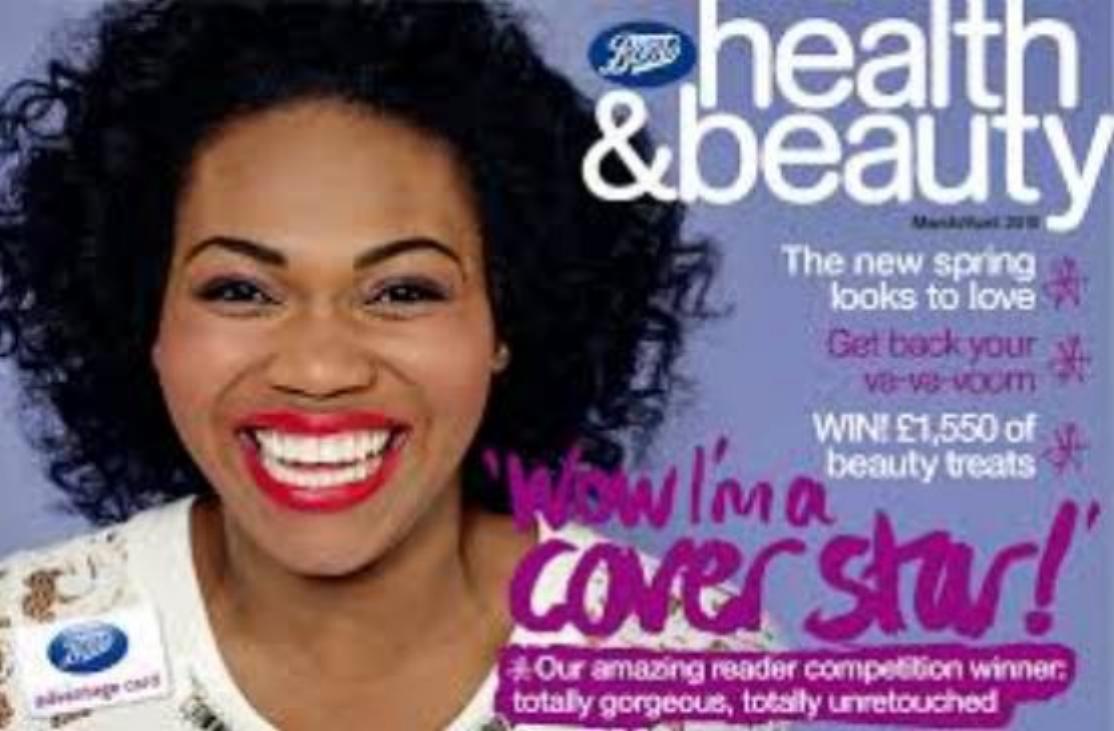 Boots
health
&beauty
The new spring
looks to love
Get back your
va-va-voom
WIN! £1,550 of
beauty treats
'Wow I'm a
cover star!'
Our amazing reader competition winner:
totally gorgeous, totally unretouched
Boots
advantage card